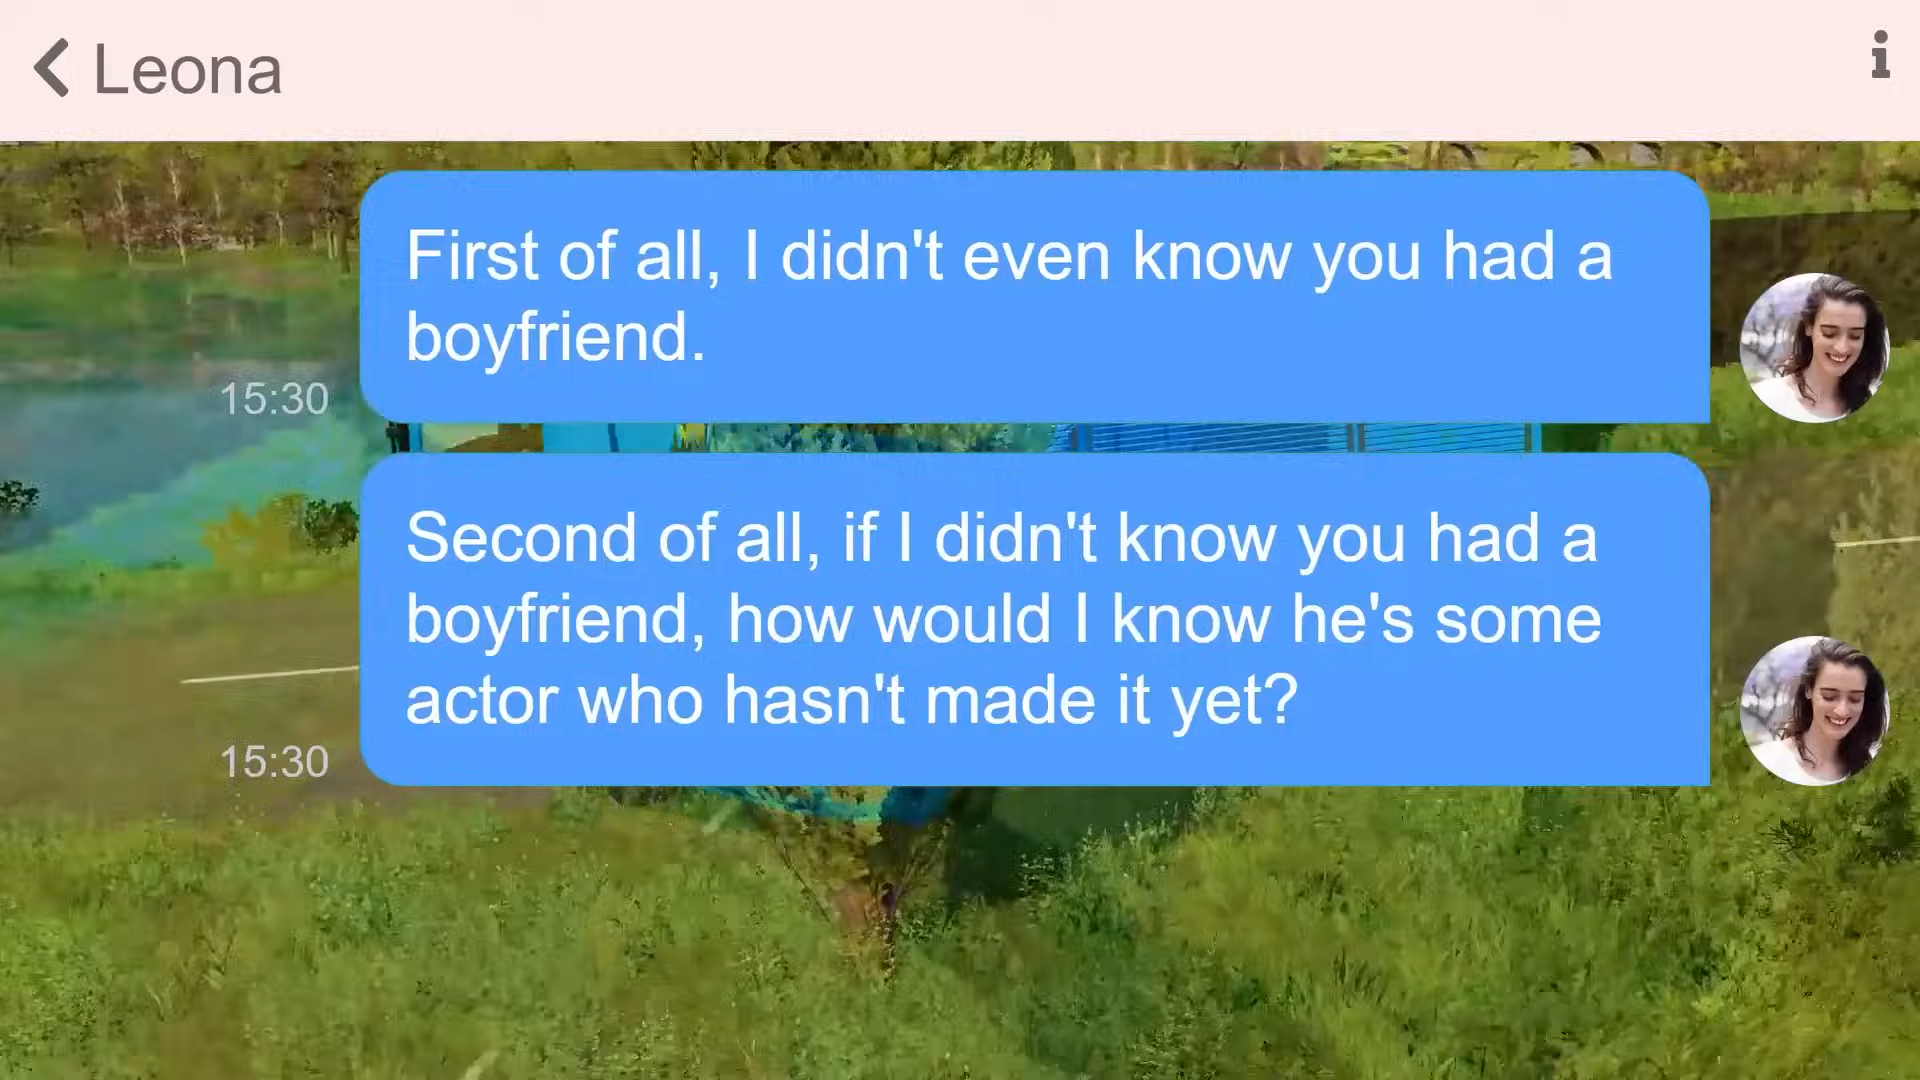 Leona
First of all, I didn't even know you had a
boyfriend.
15:30
Second of all, if I didn't know you had a
boyfriend, how would I know he's some
actor who hasn't made it yet?
15:30